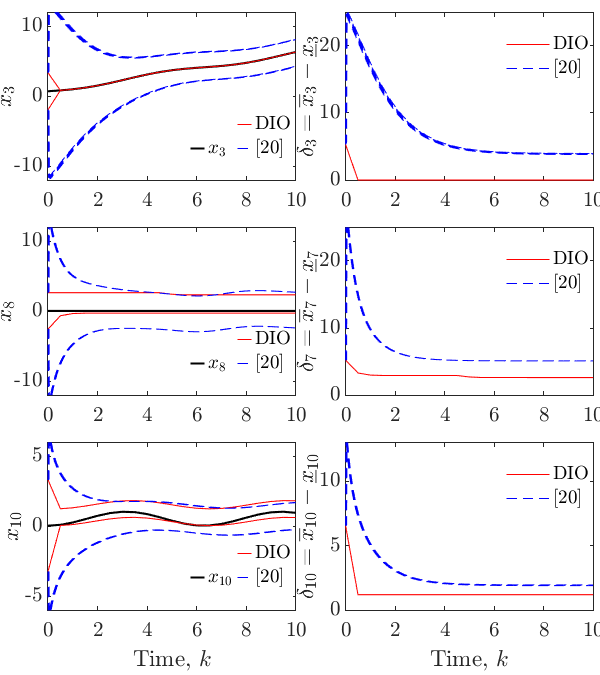 10
0
-10
x₃
DIO
x₃ [20]
0 2 4 6 8 10
20
10
0
δ₃ = x̅₃ − x̲₃
DIO
[20]
0 2 4 6 8 10
10
0
-10
x₈
DIO
x₈ [20]
0 2 4 6 8 10
20
10
0
δ₇ = x̅₇ − x̲₇
DIO
[20]
0 2 4 6 8 10
5
0
-5
x₁₀
DIO
x₁₀ [20]
0 2 4 6 8 10
Time, k
10
5
0
δ₁₀ = x̅₁₀ − x̲₁₀
DIO
[20]
0 2 4 6 8 10
Time, k